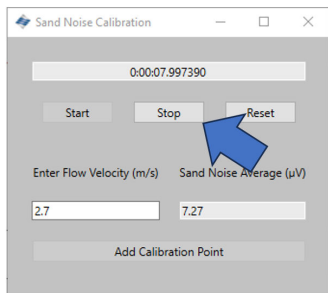 Sand Noise Calibration
0:00:07.997390
Start Stop Reset
Enter Flow Velocity (m/s) Sand Noise Average (µV)
2.7 7.27
Add Calibration Point